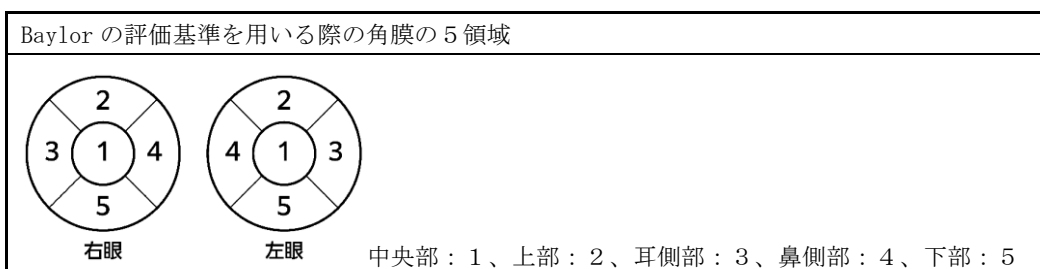 Baylor の評価基準を用いる際の角膜の５領域
2 2
3 1 4 4 1 3
5 5
右眼 左眼 中央部：１、上部：２、耳側部：３、鼻側部：４、下部：５